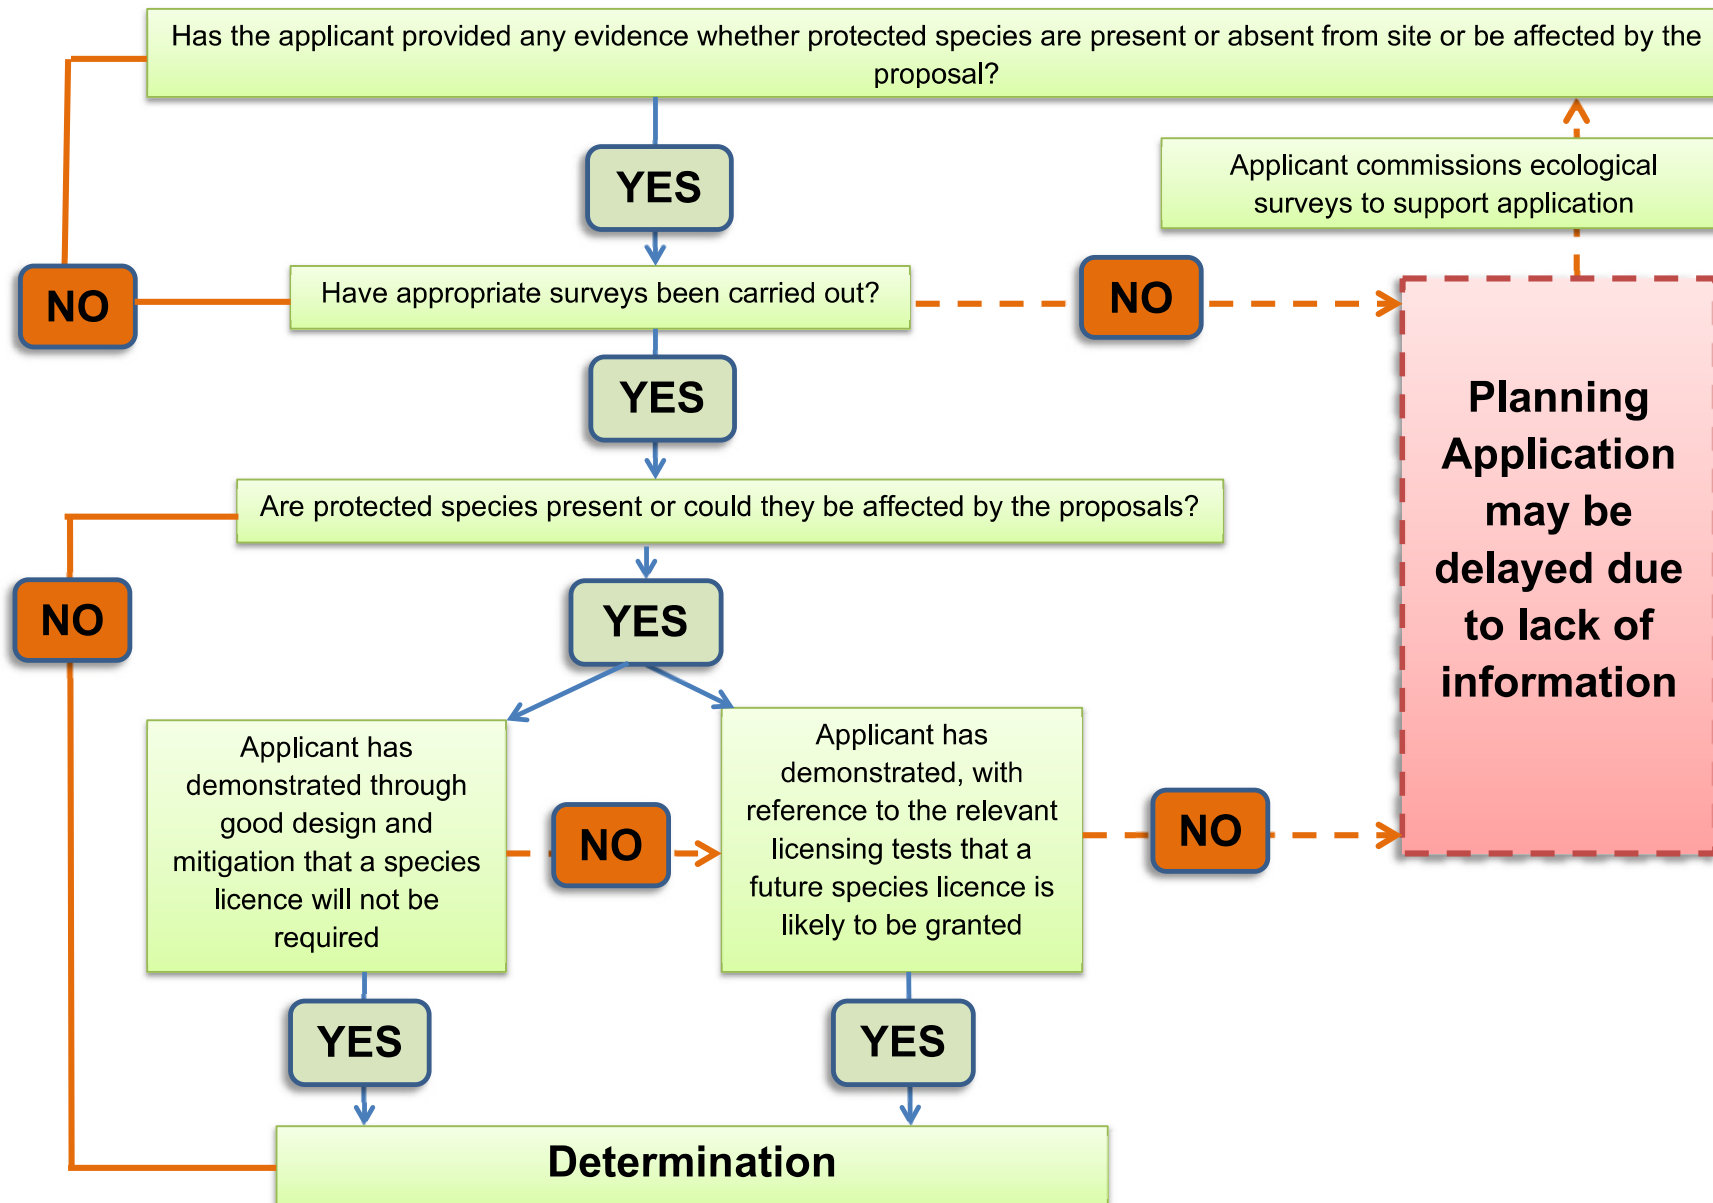 Has the applicant provided any evidence whether protected species are present or absent from site or be affected by the
proposal?
YES
Applicant commissions ecological
surveys to support application
NO
Have appropriate surveys been carried out?
NO
YES
Planning
Application
may be
delayed due
to lack of
information
Are protected species present or could they be affected by the proposals?
NO
YES
Applicant has
demonstrated through
good design and
mitigation that a species
licence will not be
required
NO
Applicant has
demonstrated, with
reference to the relevant
licensing tests that a
future species licence is
likely to be granted
NO
YES
YES
Determination